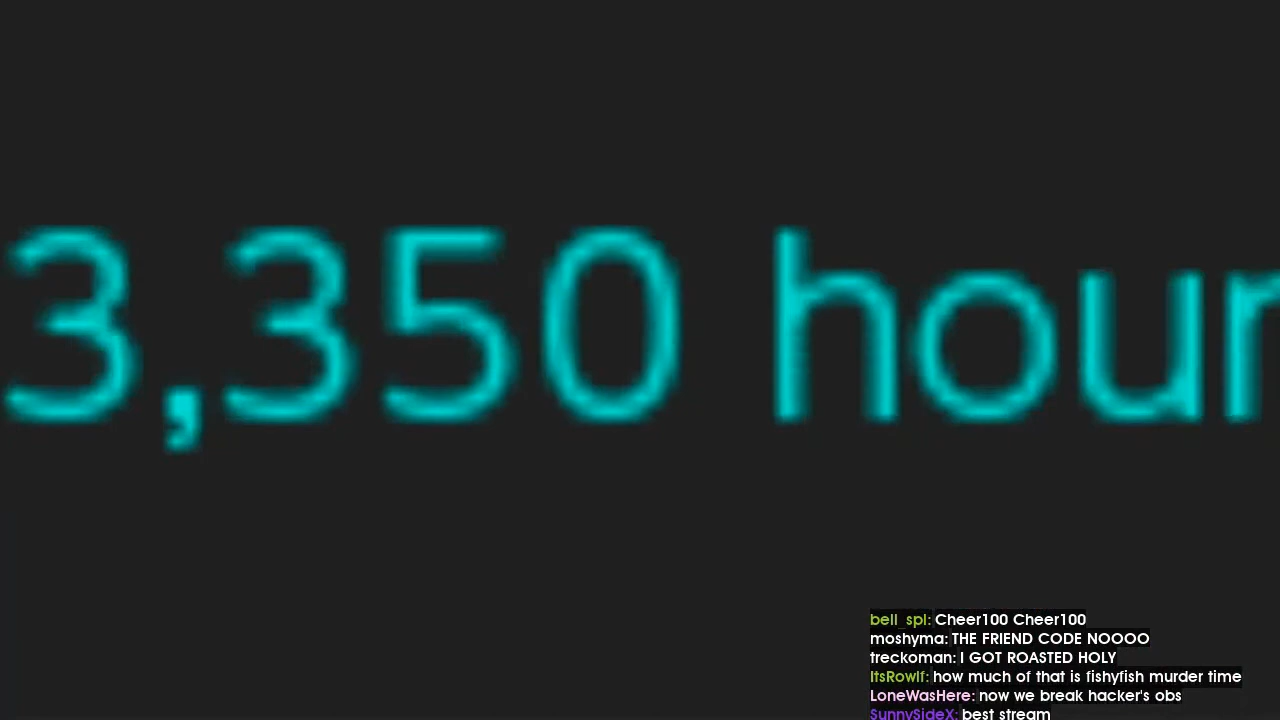 3,350 hour
bell_spl: Cheer100 Cheer100
moshyma: THE FRIEND CODE NOOOO
treckoman: I GOT ROASTED HOLY
ItsRowlf: how much of that is fishyfish murder time
LoneWasHere: now we break hacker's obs
SunnySideX: best stream